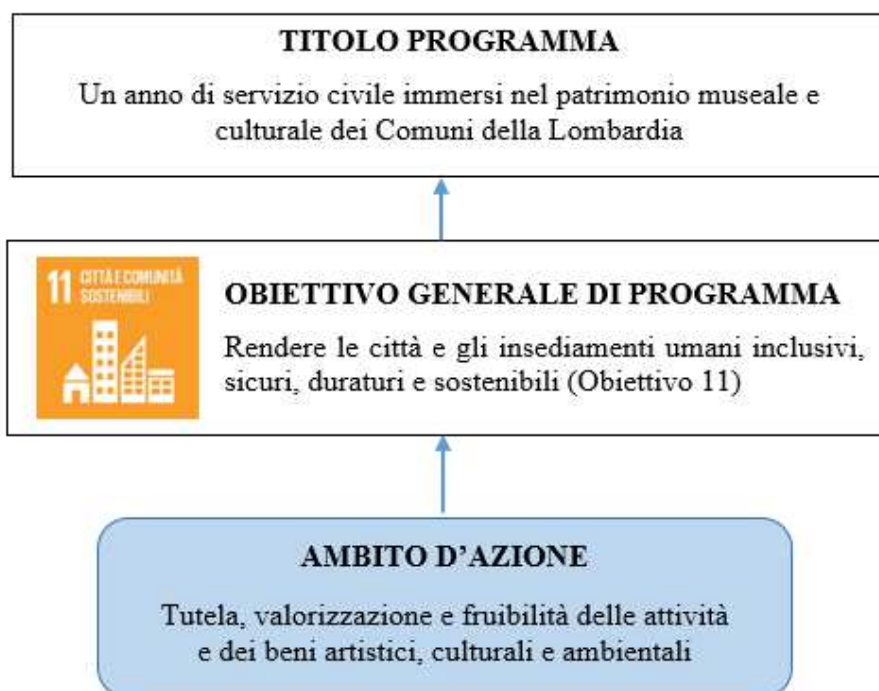 TITOLO PROGRAMMA
Un anno di servizio civile immersi nel patrimonio museale e
culturale dei Comuni della Lombardia
11 CITTÀ E COMUNITÀ
SOSTENIBILI
OBIETTIVO GENERALE DI PROGRAMMA
Rendere le città e gli insediamenti umani inclusivi,
sicuri, duraturi e sostenibili (Obiettivo 11)
AMBITO D’AZIONE
Tutela, valorizzazione e fruibilità delle attività
e dei beni artistici, culturali e ambientali